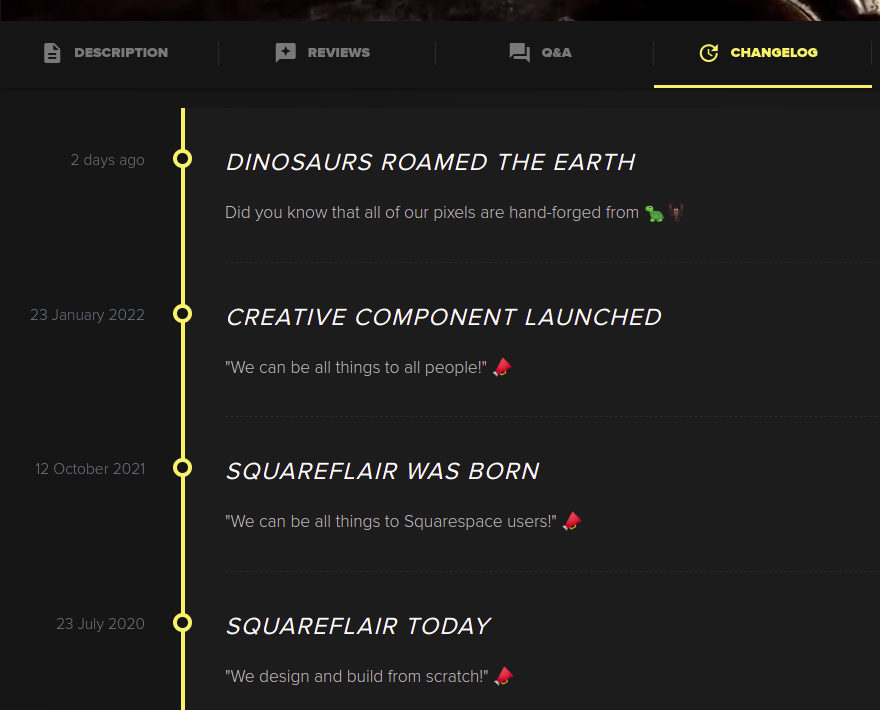 DESCRIPTION REVIEWS Q&A CHANGELOG
2 days ago
DINOSAURS ROAMED THE EARTH
Did you know that all of our pixels are hand-forged from 🦕
23 January 2022
CREATIVE COMPONENT LAUNCHED
"We can be all things to all people!" 📣
12 October 2021
SQUAREFLAIR WAS BORN
"We can be all things to Squarespace users!" 📣
23 July 2020
SQUAREFLAIR TODAY
"We design and build from scratch!" 📣